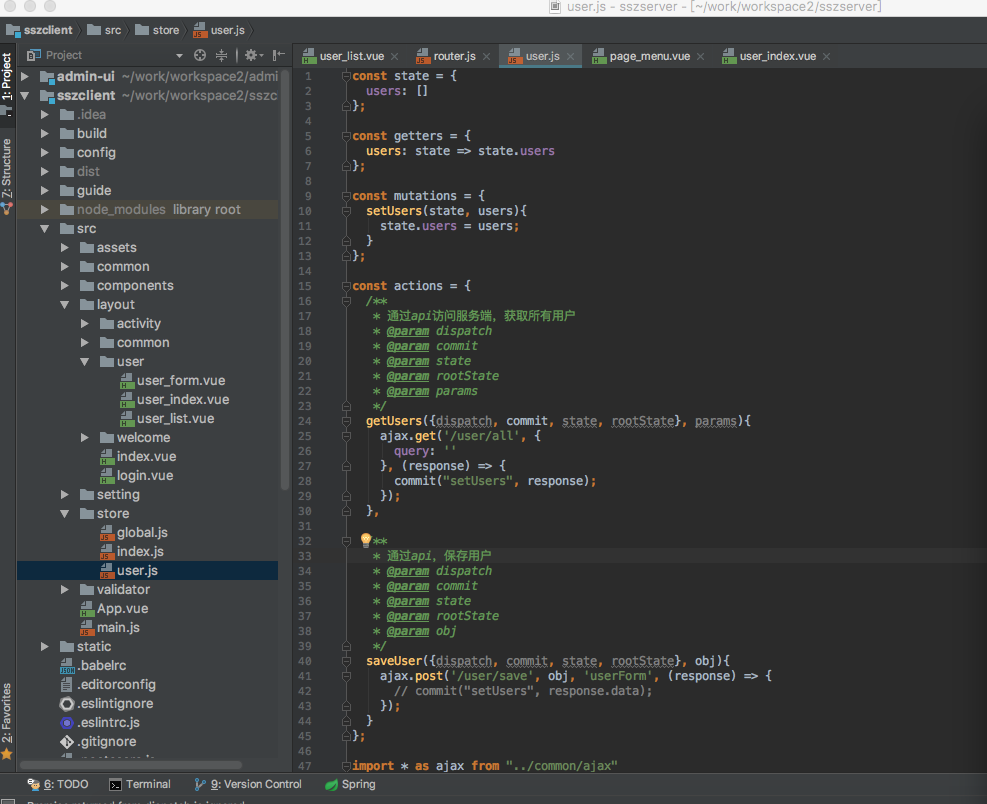 user.js - sszserver - [~/work/workspace2/sszserver]
sszclient src store user.js
1: Project
7: Structure
2: Favorites
Project
admin-ui ~/work/workspace2/admi
sszclient ~/work/workspace2/sszc
.idea
build
config
dist
guide
node_modules library root
src
assets
common
components
layout
activity
common
user
user_form.vue
user_index.vue
user_list.vue
welcome
index.vue
login.vue
setting
store
global.js
index.js
user.js
validator
App.vue
main.js
static
.babelrc
.editorconfig
.eslintignore
.eslintrc.js
.gitignore
user_list.vue router.js user.js page_menu.vue user_index.vue
1 const state = {
2 users: []
3 };
4
5 const getters = {
6 users: state => state.users
7 };
8
9 const mutations = {
10 setUsers(state, users){
11 state.users = users;
12 }
13 };
14
15 const actions = {
16 /**
17 * 通过api访问服务端，获取所有用户
18 * @param dispatch
19 * @param commit
20 * @param state
21 * @param rootState
22 * @param params
23 */
24 getUsers({dispatch, commit, state, rootState}, params){
25 ajax.get('/user/all', {
26 query: ''
27 }, (response) => {
28 commit("setUsers", response);
29 });
30 },
31
32 **
33 * 通过api，保存用户
34 * @param dispatch
35 * @param commit
36 * @param state
37 * @param rootState
38 * @param obj
39 */
40 saveUser({dispatch, commit, state, rootState}, obj){
41 ajax.post('/user/save', obj, 'userForm', (response) => {
42 // commit("setUsers", response.data);
43 });
44 }
45 };
46
47 import * as ajax from "../common/ajax"
6: TODO Terminal 9: Version Control Spring